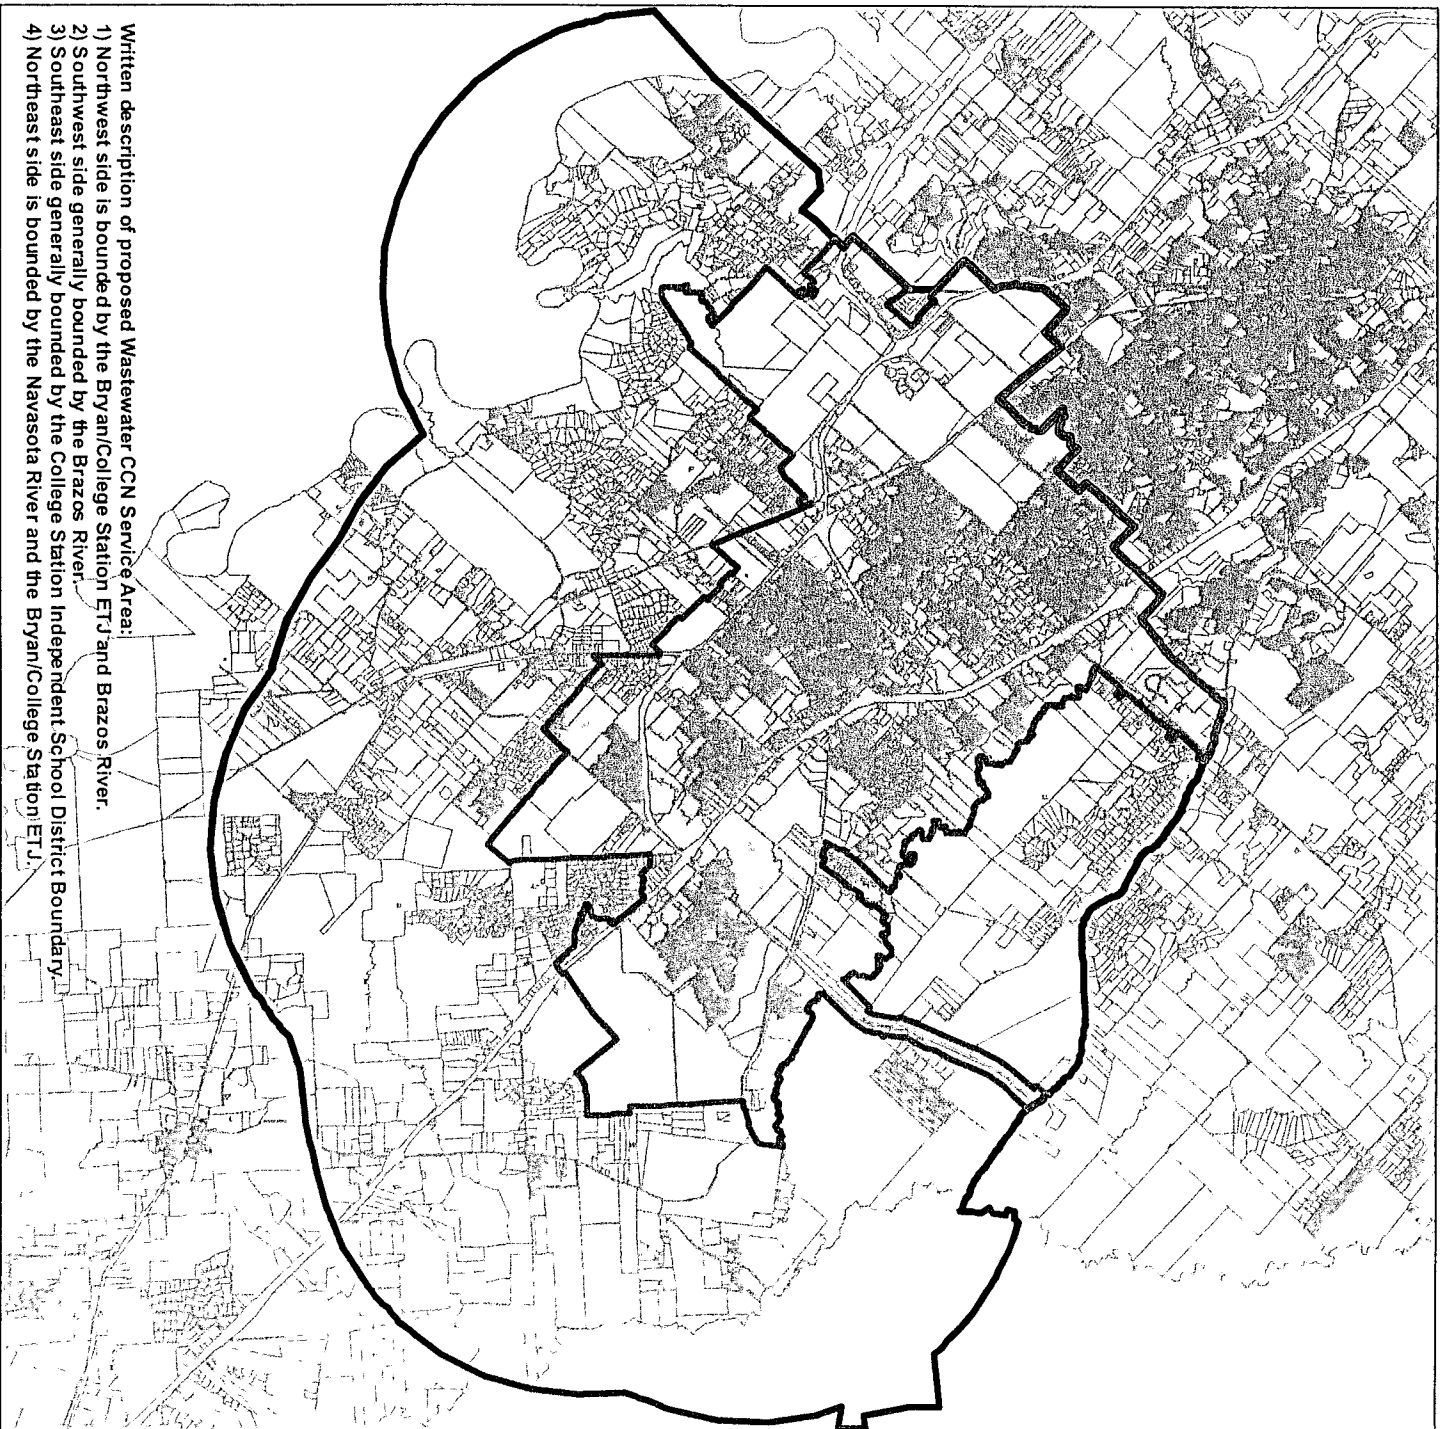 Written description of proposed Wastewater CCN Service Area:
1) Northwest side is bounded by the Bryan/College Station ETJ and Brazos River.
2) Southwest side generally bounded by the Brazos River.
3) Southeast side generally bounded by the College Station Independent School District Boundary.
4) Northeast side is bounded by the Navasota River and the Bryan/College Station ETJ.